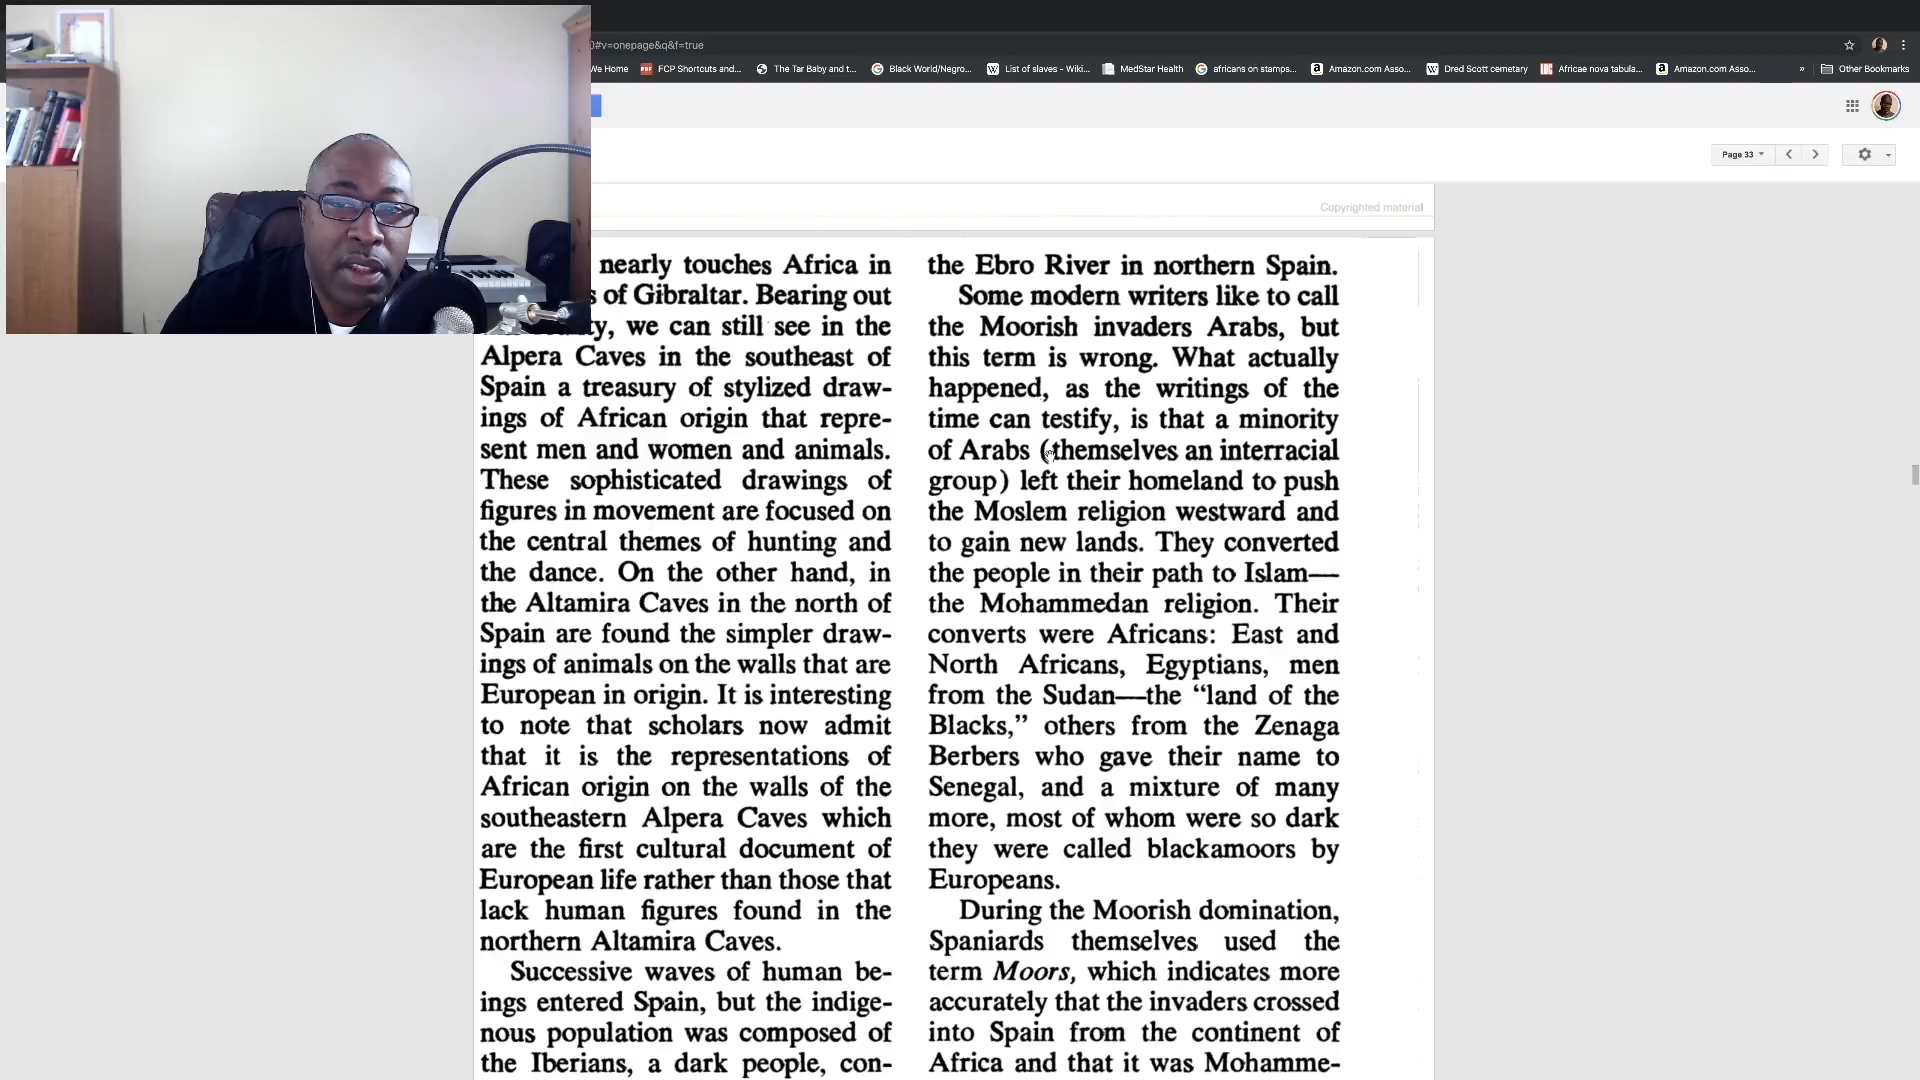 0#v=onepage&q&f=true
We Home
FCP Shortcuts and...
The Tar Baby and t...
Black World/Negro...
List of slaves - Wiki...
MedStar Health
africans on stamps...
Amazon.com Asso...
Dred Scott cemetary
Africae nova tabula...
Amazon.com Asso...
»
Other Bookmarks
Page 33
Copyrighted material
nearly touches Africa in
s of Gibraltar. Bearing out
ty, we can still see in the
Alpera Caves in the southeast of
Spain a treasury of stylized draw-
ings of African origin that repre-
sent men and women and animals.
These sophisticated drawings of
figures in movement are focused on
the central themes of hunting and
the dance. On the other hand, in
the Altamira Caves in the north of
Spain are found the simpler draw-
ings of animals on the walls that are
European in origin. It is interesting
to note that scholars now admit
that it is the representations of
African origin on the walls of the
southeastern Alpera Caves which
are the first cultural document of
European life rather than those that
lack human figures found in the
northern Altamira Caves.
Successive waves of human be-
ings entered Spain, but the indige-
nous population was composed of
the Iberians, a dark people, con-
the Ebro River in northern Spain.
Some modern writers like to call
the Moorish invaders Arabs, but
this term is wrong. What actually
happened, as the writings of the
time can testify, is that a minority
of Arabs (themselves an interracial
group) left their homeland to push
the Moslem religion westward and
to gain new lands. They converted
the people in their path to Islam—
the Mohammedan religion. Their
converts were Africans: East and
North Africans, Egyptians, men
from the Sudan—the “land of the
Blacks,” others from the Zenaga
Berbers who gave their name to
Senegal, and a mixture of many
more, most of whom were so dark
they were called blackamoors by
Europeans.
During the Moorish domination,
Spaniards themselves used the
term Moors, which indicates more
accurately that the invaders crossed
into Spain from the continent of
Africa and that it was Mohamme-